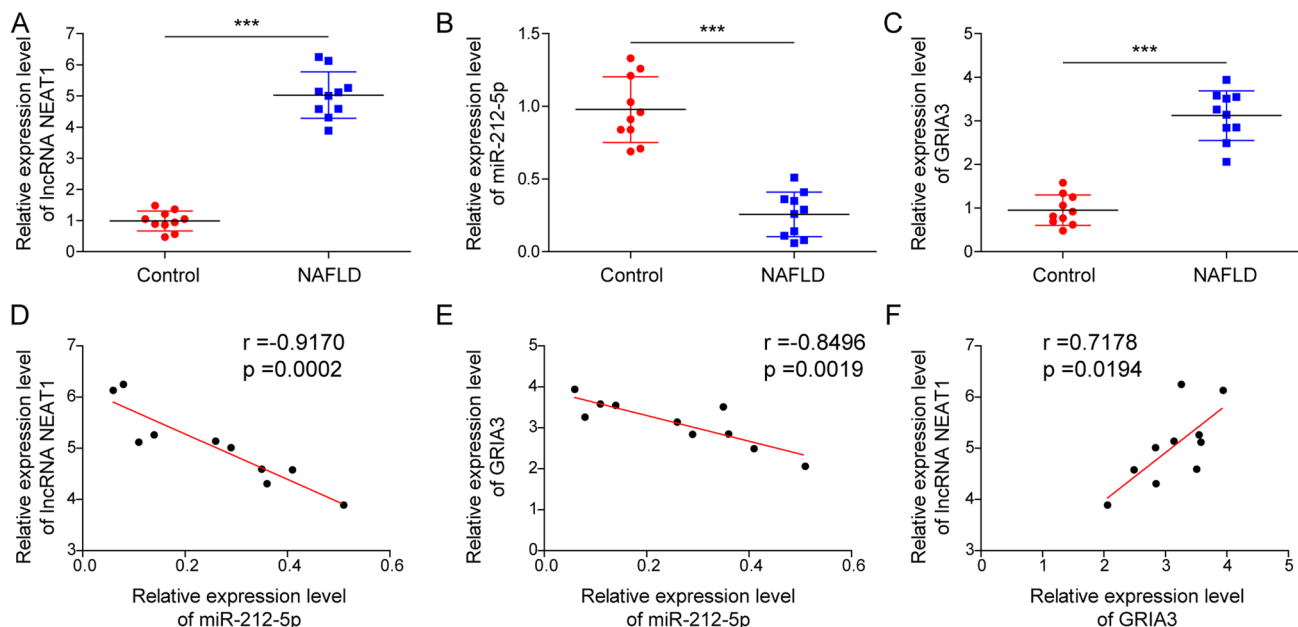 A
Relative expression level
of lncRNA NEAT1
7
6
5
4
3
2
1
0
***
Control
NAFLD
B
Relative expression level
of miR-212-5p
1.5
1.0
0.5
0.0
***
Control
NAFLD
C
Relative expression level
of GRIA3
5
4
3
2
1
0
***
Control
NAFLD
D
Relative expression level
of lncRNA NEAT1
7
6
5
4
3
r =-0.9170
p =0.0002
0.0
0.2
0.4
0.6
Relative expression level
of miR-212-5p
E
Relative expression level
of GRIA3
5
4
3
2
1
0
r =-0.8496
p =0.0019
0.0
0.2
0.4
0.6
Relative expression level
of miR-212-5p
F
Relative expression level
of lncRNA NEAT1
7
6
5
4
3
r =0.7178
p =0.0194
0
1
2
3
4
5
Relative expression level
of GRIA3